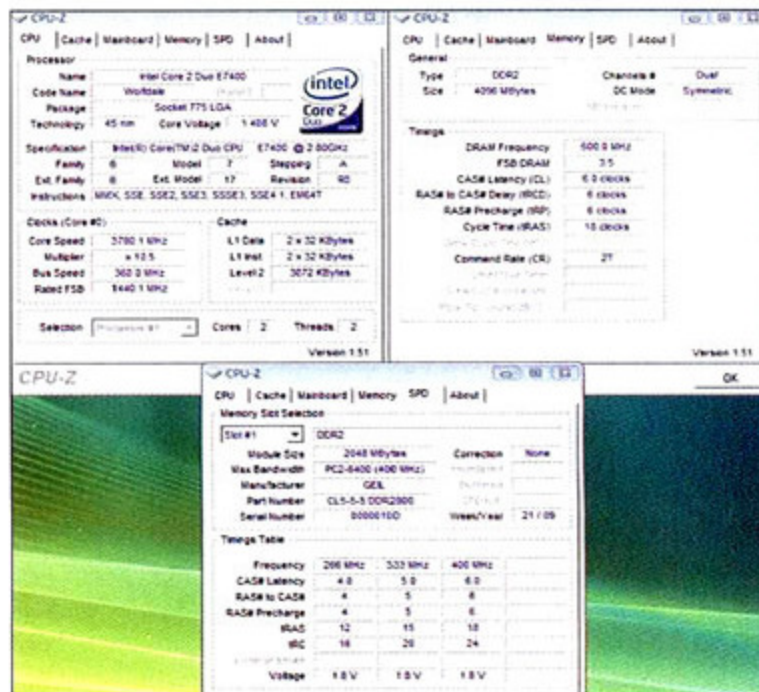 CPU-Z
CPU | Cache | Mainboard | Memory | SPD | About |
Processor
Name Intel Core 2 Duo E7400
Code Name Wolfdale
Package Socket 775 LGA
Technology 45 nm Core Voltage 1.488 V
intel
Core 2
Duo
Specification Intel(R) Core(TM)2 Duo CPU E7400 @ 2.80GHz
Family 6 Model 7 Stepping A
Ext. Family 6 Ext. Model 17 Revision R0
Instructions MMX, SSE, SSE2, SSE3, SSSE3, SSE4.1, EM64T
Clocks (Core #0)
Core Speed 3780.1 MHz
Multiplier x 10.5
Bus Speed 360.0 MHz
Rated FSB 1440.1 MHz
Cache
L1 Data 2 x 32 KBytes
L1 Inst. 2 x 32 KBytes
Level 2 3072 KBytes
Selection Processor #1 Cores 2 Threads 2
Version 1.51
CPU-Z
CPU | Cache | Mainboard | Memory | SPD | About |
General
Type DDR2 Channels # Dual
Size 4096 MBytes DC Mode Symmetric
Timings
DRAM Frequency 600.0 MHz
FSB:DRAM 3:5
CAS# Latency (CL) 6.0 clocks
RAS# to CAS# Delay (tRCD) 6 clocks
RAS# Precharge (tRP) 6 clocks
Cycle Time (tRAS) 18 clocks
Command Rate (CR) 2T
Version 1.51
CPU-Z
OK
CPU-Z
CPU | Cache | Mainboard | Memory | SPD | About |
Memory Slot Selection
Slot #1 DDR2
Module Size 2048 MBytes Correction None
Max Bandwidth PC2-6400 (400 MHz)
Manufacturer GEIL
Part Number CL5-5-5 DDR2800
Serial Number 0000010D Week/Year 21 / 09
Timings Table
Frequency 266 MHz 333 MHz 400 MHz
CAS# Latency 4.0 5.0 6.0
RAS# to CAS# 4 5 6
RAS# Precharge 4 5 6
tRAS 12 15 18
tRC 16 20 24
Voltage 1.8 V 1.8 V 1.8 V